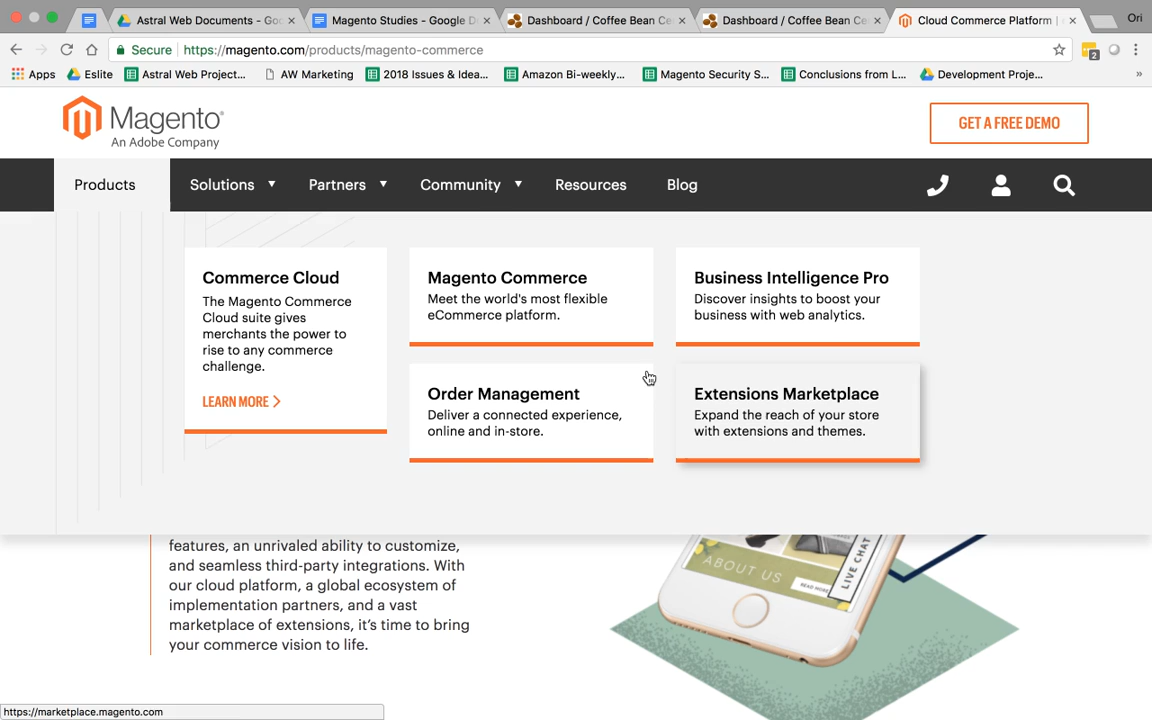 Astral Web Documents - Goo
Magento Studies - Google D
Dashboard / Coffee Bean Ce
Dashboard / Coffee Bean Ce
Cloud Commerce Platform |
Ori
Secure
https://magento.com/products/magento-commerce
2
Apps
Eslite
Astral Web Project...
AW Marketing
2018 Issues & Idea...
Amazon Bi-weekly...
Magento Security S...
Conclusions from L...
Development Proje...
»
Magento®
An Adobe Company
GET A FREE DEMO
Products
Solutions
Partners
Community
Resources
Blog
Commerce Cloud
The Magento Commerce
Cloud suite gives
merchants the power to
rise to any commerce
challenge.
LEARN MORE
Magento Commerce
Meet the world's most flexible
eCommerce platform.
Business Intelligence Pro
Discover insights to boost your
business with web analytics.
Order Management
Deliver a connected experience,
online and in-store.
Extensions Marketplace
Expand the reach of your store
with extensions and themes.
features, an unrivaled ability to customize,
and seamless third-party integrations. With
our cloud platform, a global ecosystem of
implementation partners, and a vast
marketplace of extensions, it's time to bring
your commerce vision to life.
ABOUT US
READ MORE
LIVE CHAT
https://marketplace.magento.com